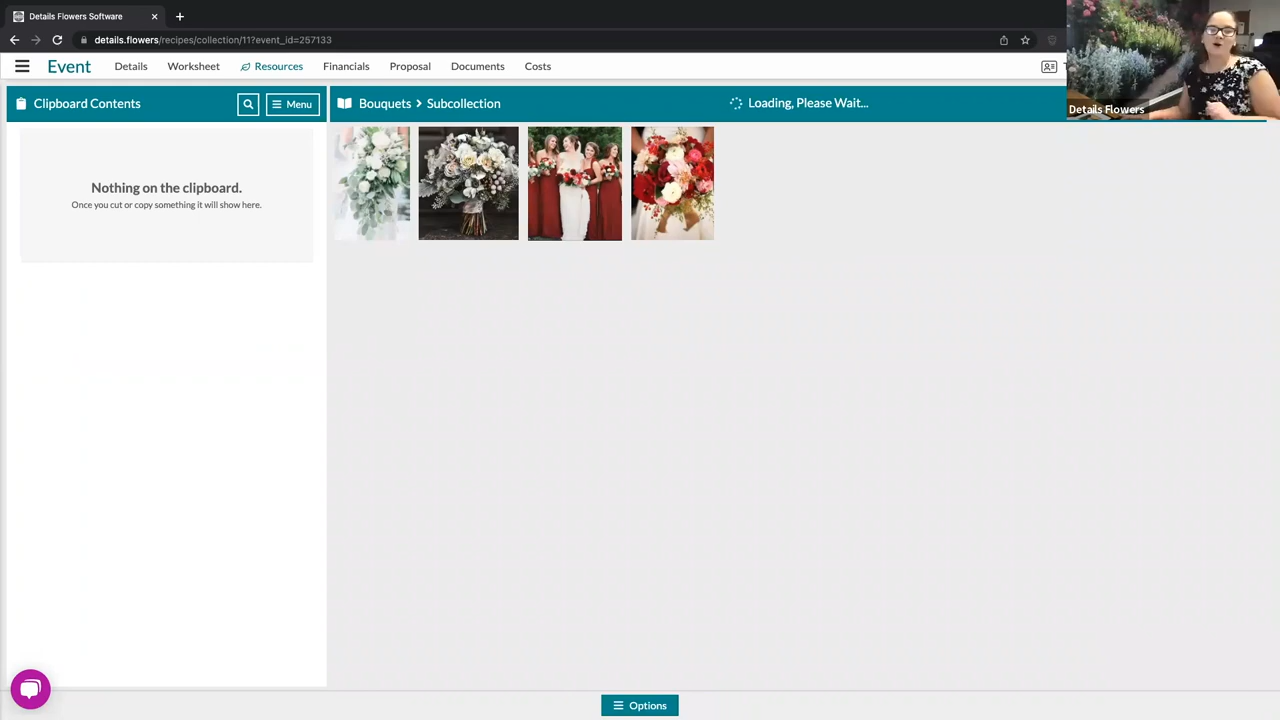 Details Flowers Software
details.flowers/recipes/collection/11?event_id=257133
Event
Details
Worksheet
Resources
Financials
Proposal
Documents
Costs
Clipboard Contents
Menu
Bouquets
Subcollection
Loading, Please Wait...
Details Flowers
Nothing on the clipboard.
Once you cut or copy something it will show here.
Options